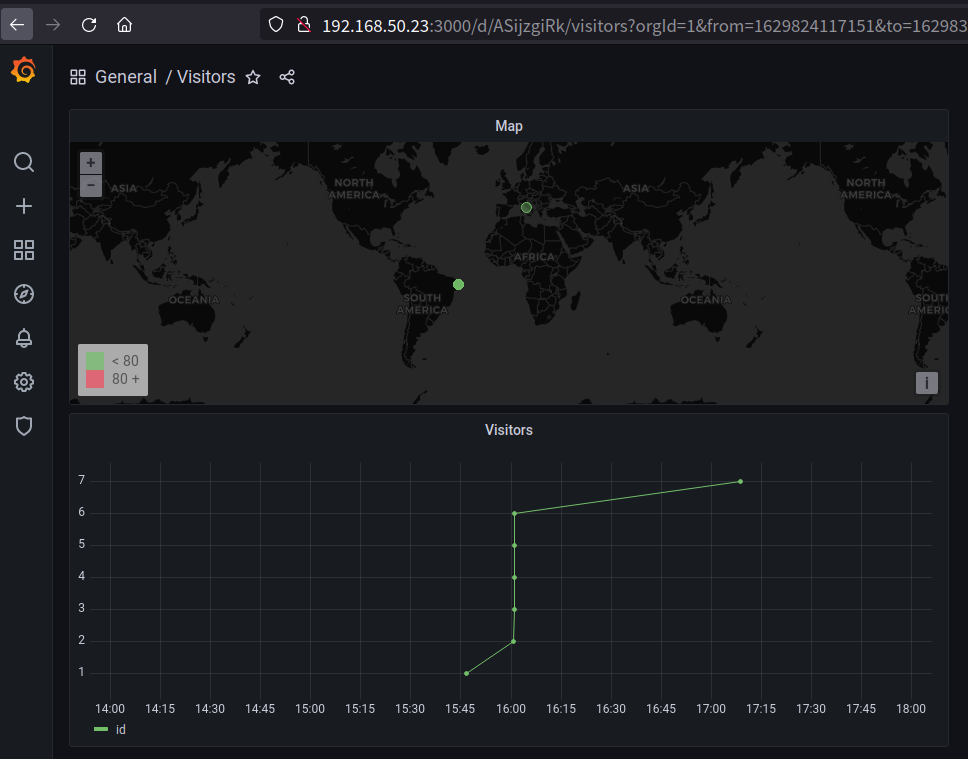 192.168.50.23:3000/d/ASijzgiRk/visitors?orgId=1&from=1629824117151&to=162983
General / Visitors
Map
+
−
ASIA
NORTH AMERICA
ASIA
NORTH AMERICA
AFRICA
OCEANIA
SOUTH AMERICA
OCEANIA
SOUTH
AMERIC
< 80
80 +
i
Visitors
7
6
5
4
3
2
1
14:00 14:15 14:30 14:45 15:00 15:15 15:30 15:45 16:00 16:15 16:30 16:45 17:00 17:15 17:30 17:45 18:00
id